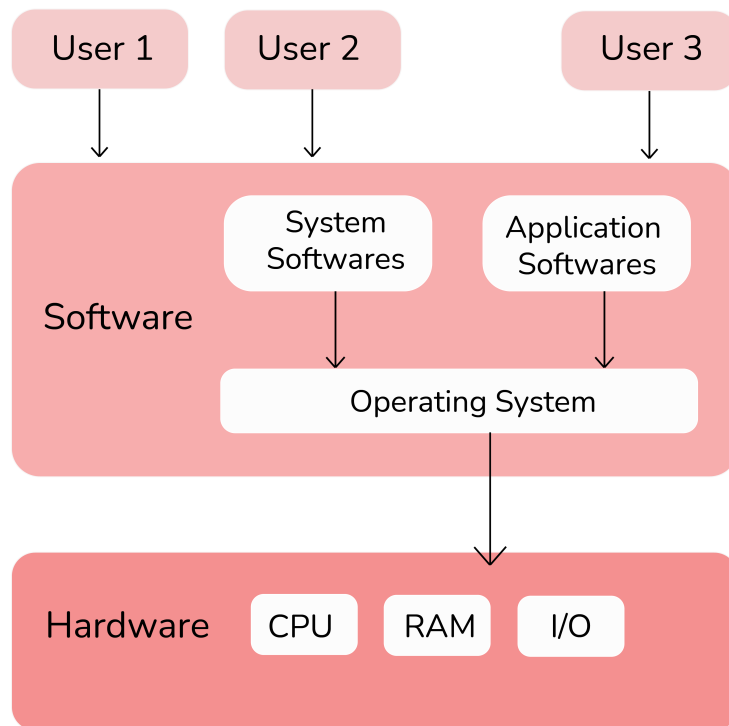 User 1
User 2
User 3
System
Softwares
Application
Softwares
Software
Operating System
Hardware
CPU
RAM
I/O